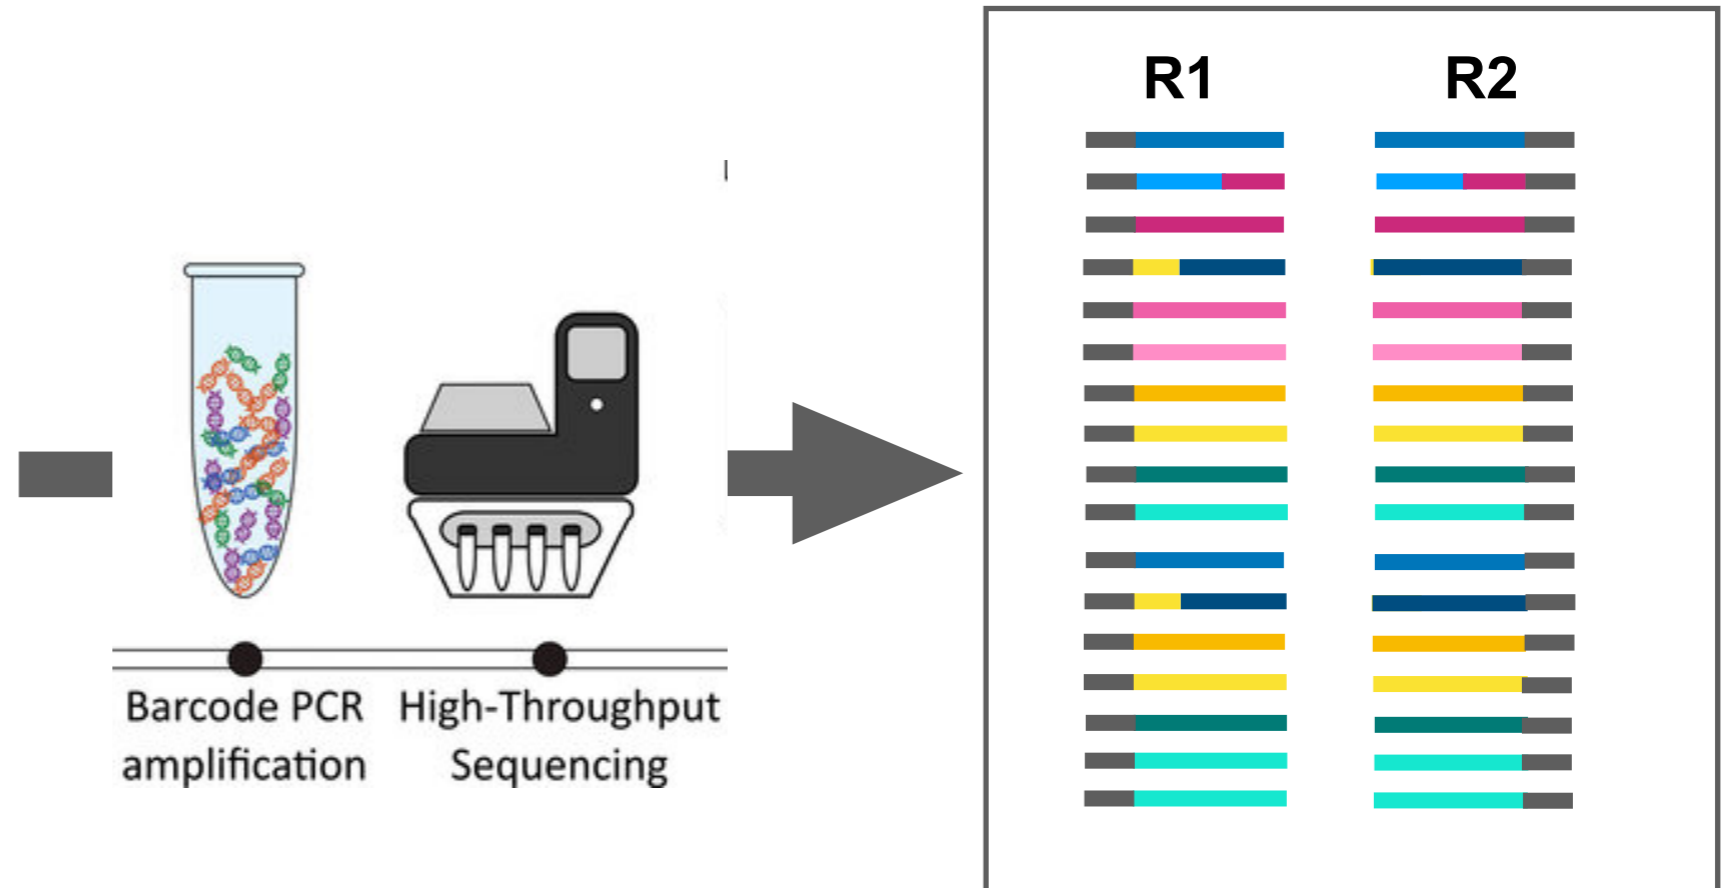 R1 R2
Barcode PCR
amplification
High-Throughput
Sequencing